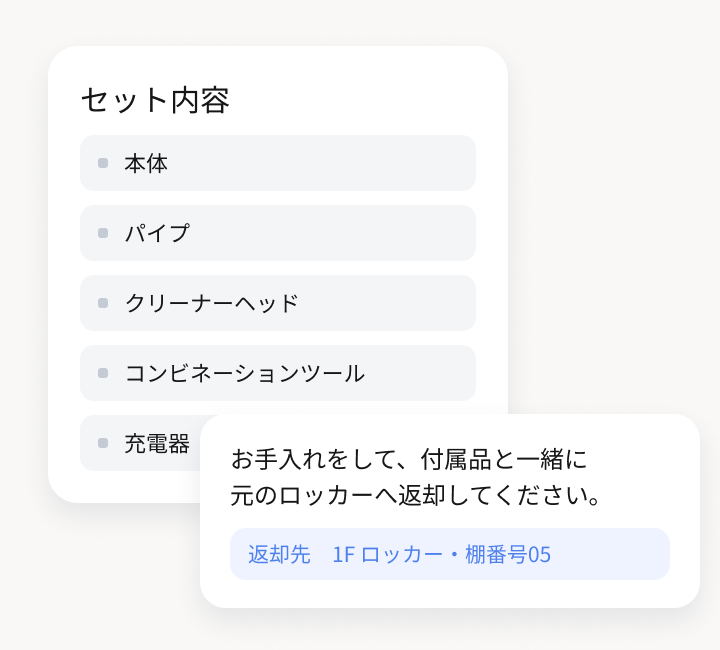 セット内容
本体
パイプ
クリーナーヘッド
コンビネーションツール
充電器
お手入れをして、付属品と一緒に
元のロッカーへ返却してください。
返却先　1F ロッカー・棚番号05